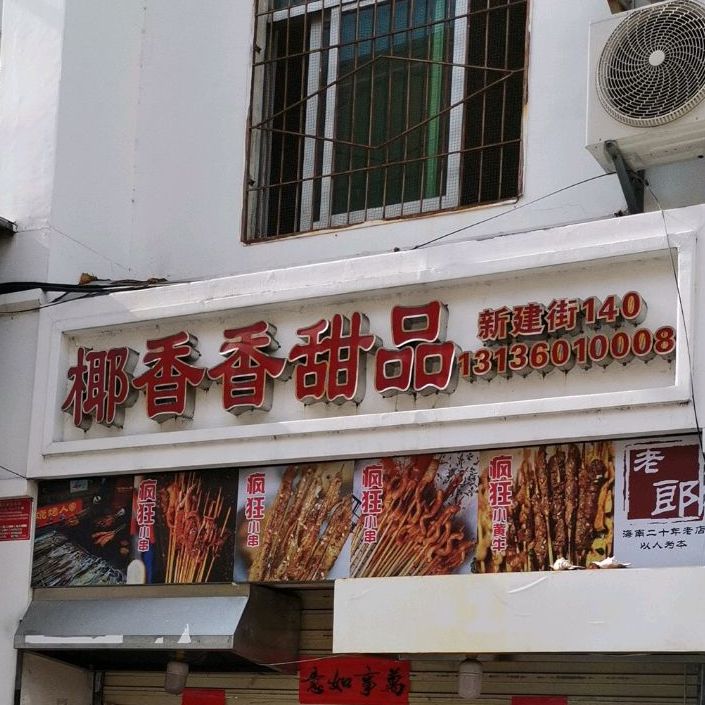 椰香香甜品
新建街140
13136010008
疯狂小串
疯狂小串
疯狂小串
疯狂小黄牛
老郎
海南二十年老店
以人为本
意如事萬